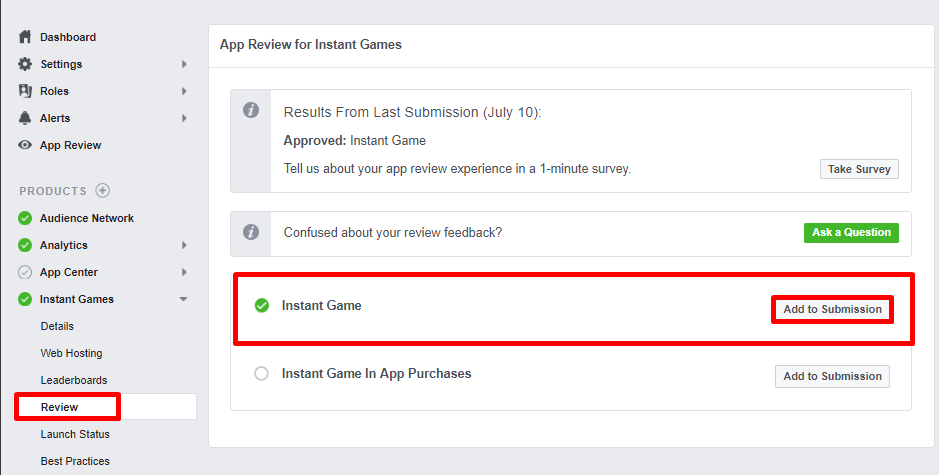 Dashboard
Settings
Roles
Alerts
App Review
PRODUCTS
Audience Network
Analytics
App Center
Instant Games
Details
Web Hosting
Leaderboards
Review
Launch Status
Best Practices
App Review for Instant Games
Results From Last Submission (July 10):
Approved: Instant Game
Tell us about your app review experience in a 1-minute survey.
Take Survey
Confused about your review feedback?
Ask a Question
Instant Game
Add to Submission
Instant Game In App Purchases
Add to Submission